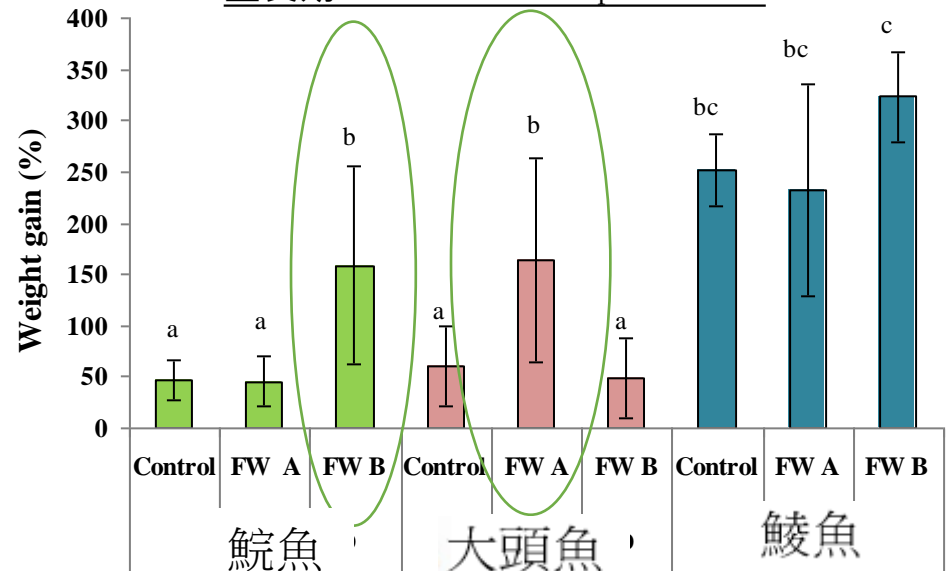 400
350
300
250
200
150
100
50
0
Weight gain (%)
a
a
b
a
b
a
bc
bc
c
Control FW A FW B Control FW A FW B Control FW A FW B
鯇魚 大頭魚 鯪魚